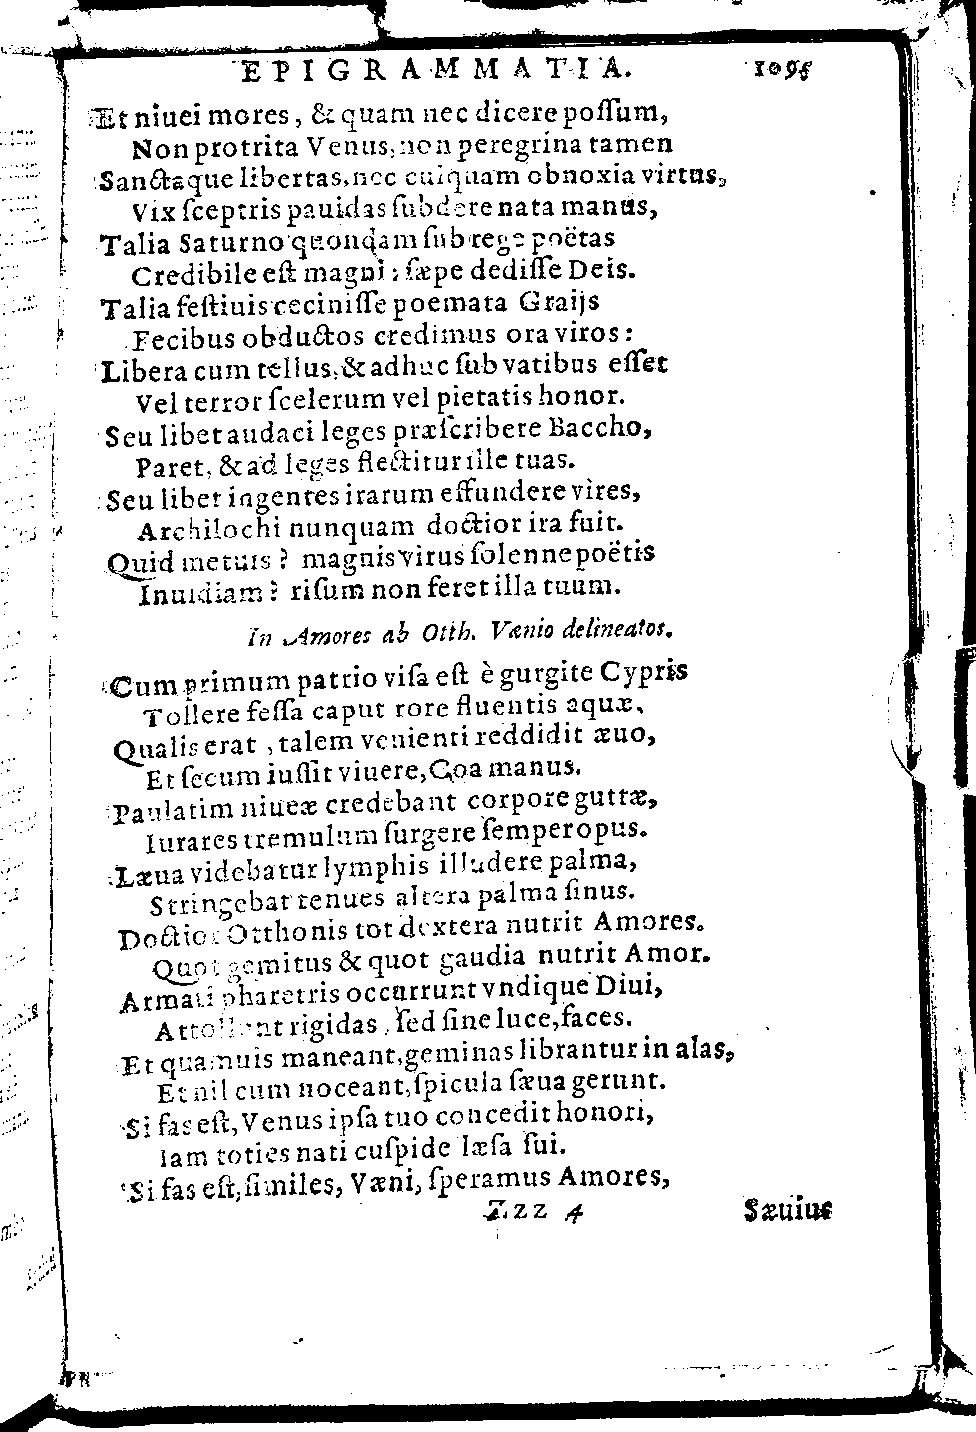 EPIGRAMMATIA. 1095
Et niuei mores, & quam nec dicere poſſum,
Non protrita Venus, non peregrina tamen
Sanctaque libertas, nec cuiquam obnoxia virtus,
Vix ſceptris pauidas ſubdere nata manus,
Talia Saturno quondam ſub rege poëtas
Credibile eſt magni: ſæpe dediſſe Deis.
Talia feſtiuis ceciniſſe poemata Graijs
Fecibus obductos credimus ora viros:
Libera cum tellus, & adhuc ſub vatibus eſſet
Vel terror ſcelerum vel pietatis honor.
Seu libet audaci leges præſcribere Baccho,
Paret, & ad leges flectitur ille tuas.
Seu libet ingentes irarum effundere vires,
Archilochi nunquam doctior ira fuit.
Quid metuis? magnis virus ſolenne poëtis
Inuidiam? riſum non feret illa tuum.
In Amores ab Otth. Vænio delineatos.
Cum primum patrio viſa eſt è gurgite Cypris
Tollere feſſa caput rore fluentis aquæ,
Qualis erat, talem venienti reddidit æuo,
Et ſecum iuſſit viuere, Coa manus.
Paulatim niueæ credebant corpore guttæ,
Iurares tremulum ſurgere ſemper opus.
Læua videbatur lymphis illudere palma,
Stringebat tenues altera palma ſinus.
Doctior Otthonis tot dextera nutrit Amores.
Quot gemitus & quot gaudia nutrit Amor.
Armati pharetris occurrunt vndique Diui,
Attollunt rigidas, ſed ſine luce, faces.
Et quamuis maneant, geminas librantur in alas,
Et nil cum noceant, ſpicula ſæua gerunt.
Si fas eſt, Venus ipſa tuo concedit honori,
Iam toties nati cuſpide læſa ſui.
Si fas eſt, ſimiles, Væni, ſperamus Amores,
Zzz 4 Sæuius